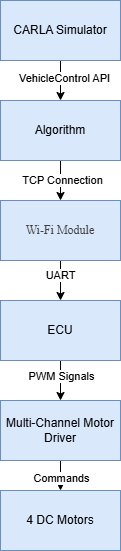 CARLA Simulator
VehicleControl API
Algorithm
TCP Connection
Wi-Fi Module
UART
ECU
PWM Signals
Multi-Channel Motor
Driver
Commands
4 DC Motors